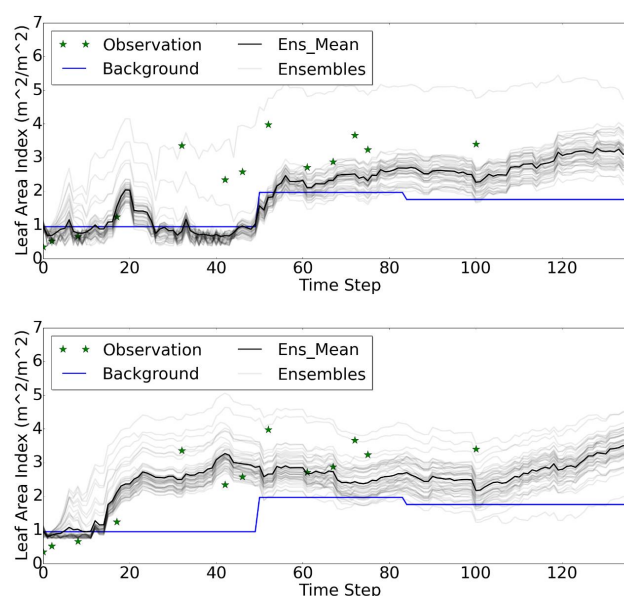 7
6
5
4
3
2
1
0
Leaf Area Index (m^2/m^2)
Observation
Background
Ens_Mean
Ensembles
0 20 40 60 80 100 120
Time Step
7
6
5
4
3
2
1
0
Leaf Area Index (m^2/m^2)
Observation
Background
Ens_Mean
Ensembles
0 20 40 60 80 100 120
Time Step